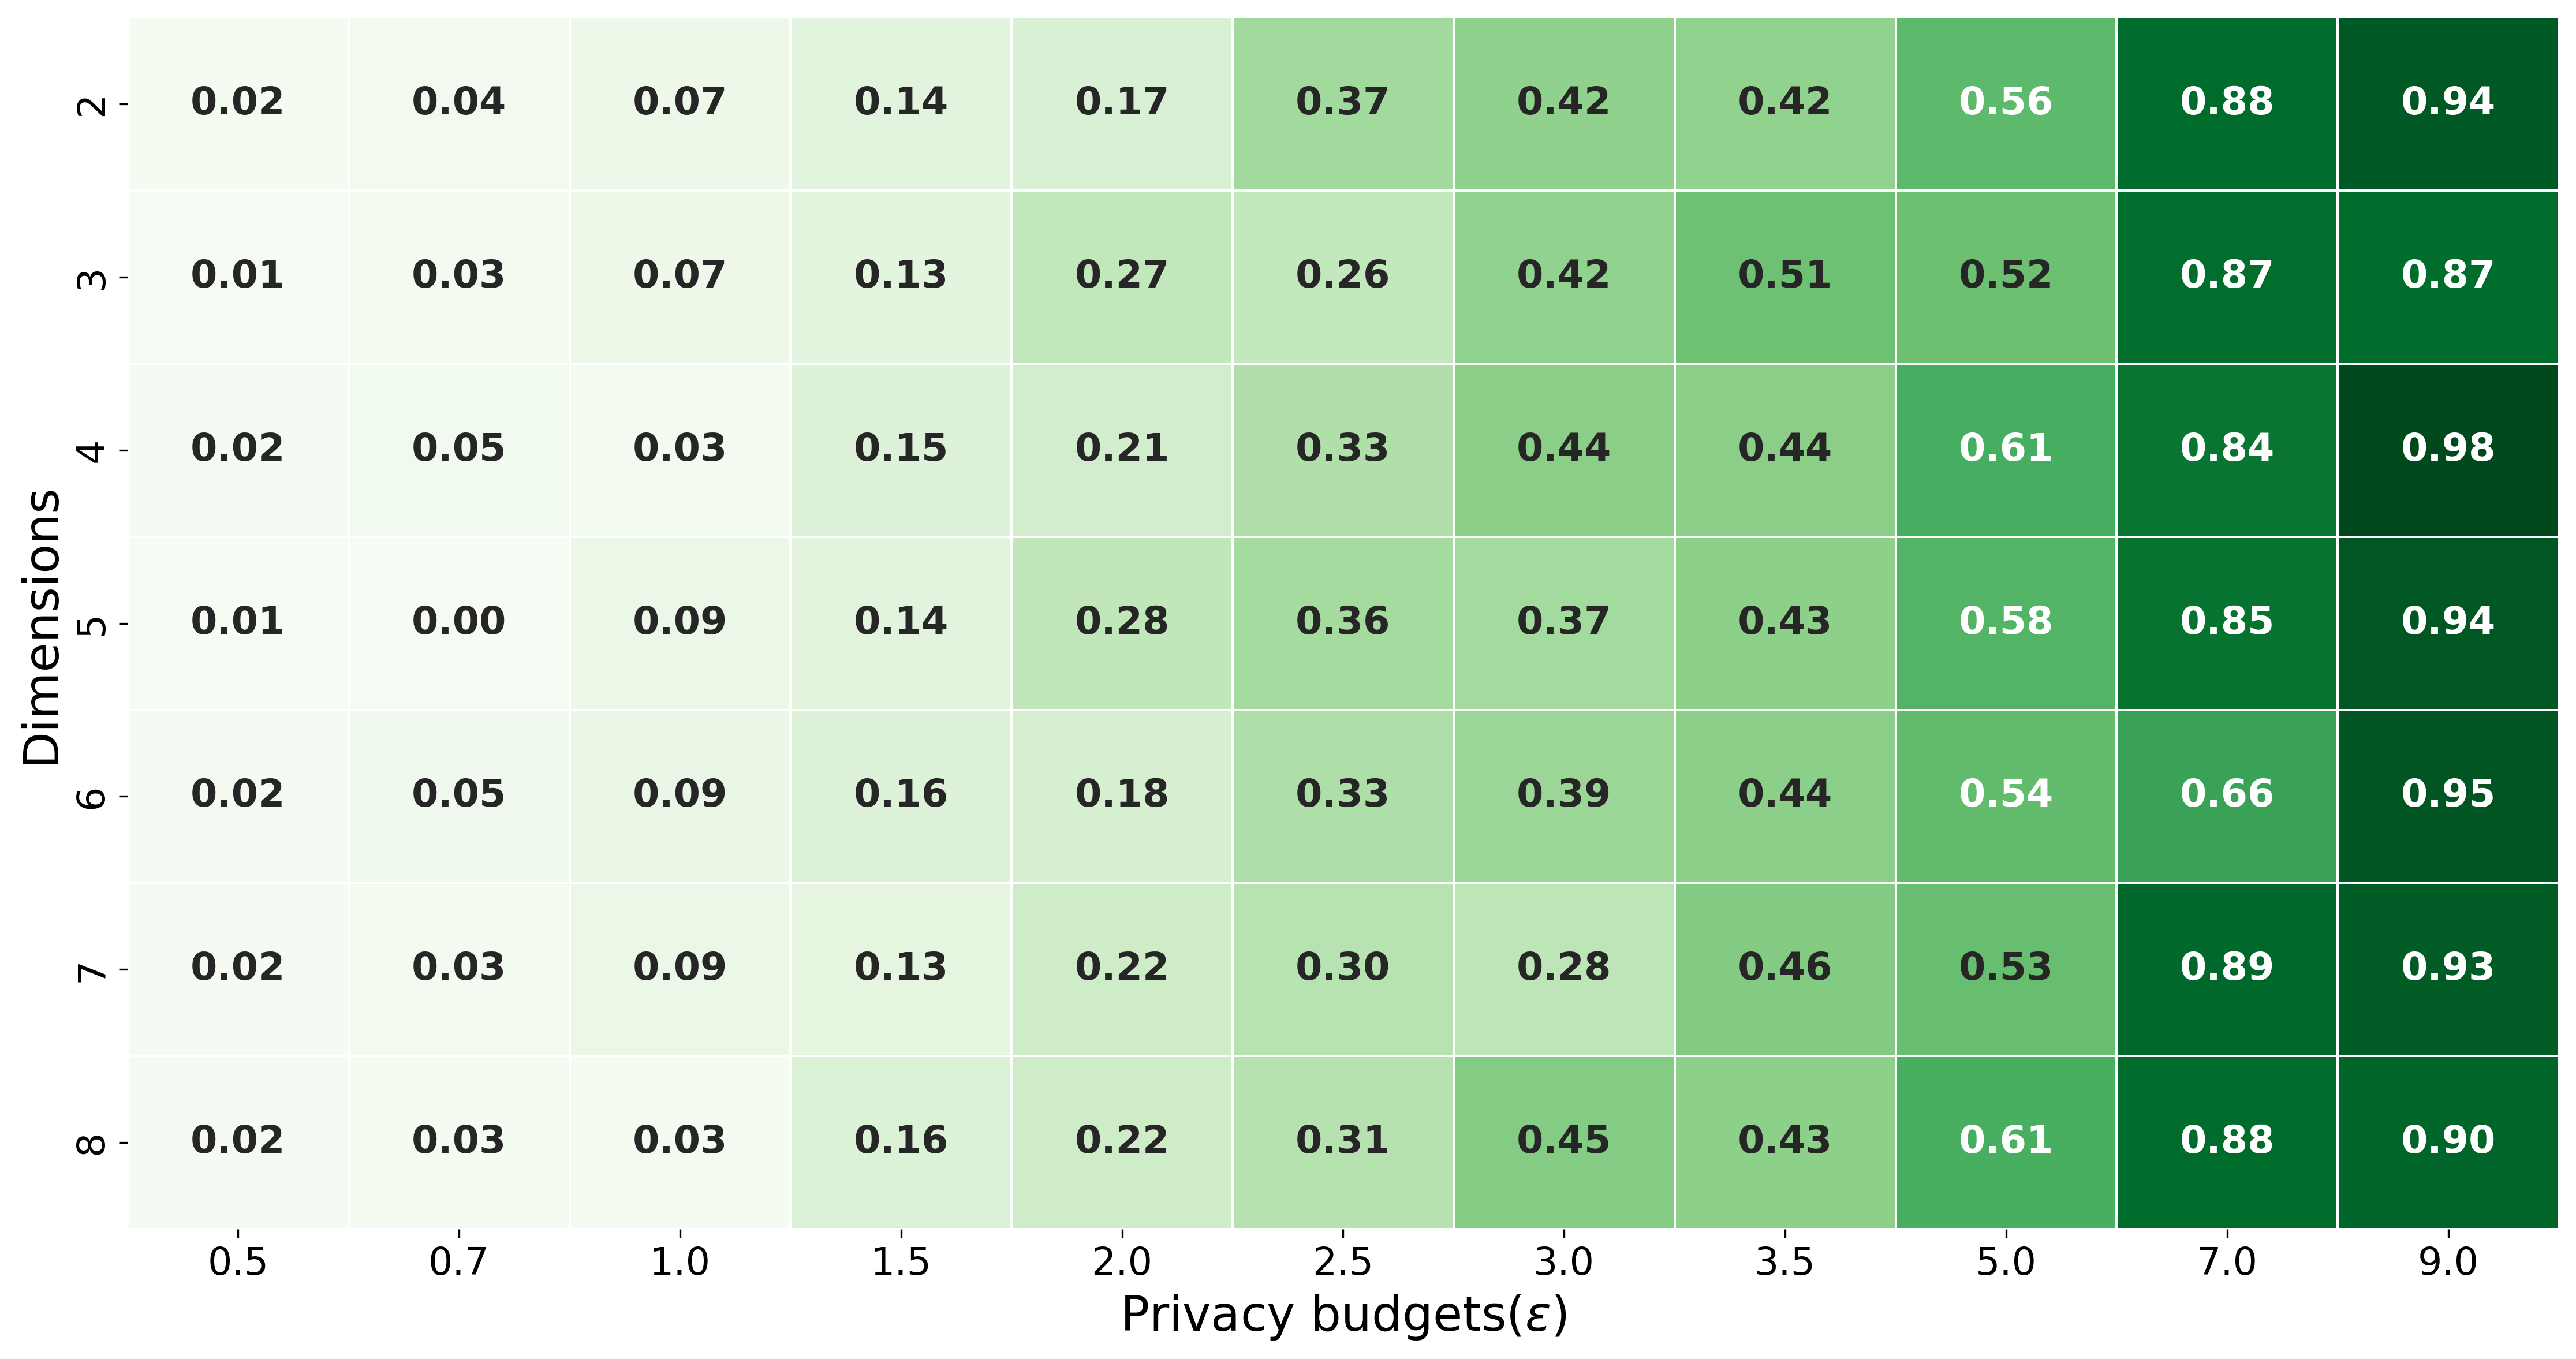 Dimensions
2 0.02 0.04 0.07 0.14 0.17 0.37 0.42 0.42 0.56 0.88 0.94
3 0.01 0.03 0.07 0.13 0.27 0.26 0.42 0.51 0.52 0.87 0.87
4 0.02 0.05 0.03 0.15 0.21 0.33 0.44 0.44 0.61 0.84 0.98
5 0.01 0.00 0.09 0.14 0.28 0.36 0.37 0.43 0.58 0.85 0.94
6 0.02 0.05 0.09 0.16 0.18 0.33 0.39 0.44 0.54 0.66 0.95
7 0.02 0.03 0.09 0.13 0.22 0.30 0.28 0.46 0.53 0.89 0.93
8 0.02 0.03 0.03 0.16 0.22 0.31 0.45 0.43 0.61 0.88 0.90
0.5 0.7 1.0 1.5 2.0 2.5 3.0 3.5 5.0 7.0 9.0
Privacy budgets(ε)